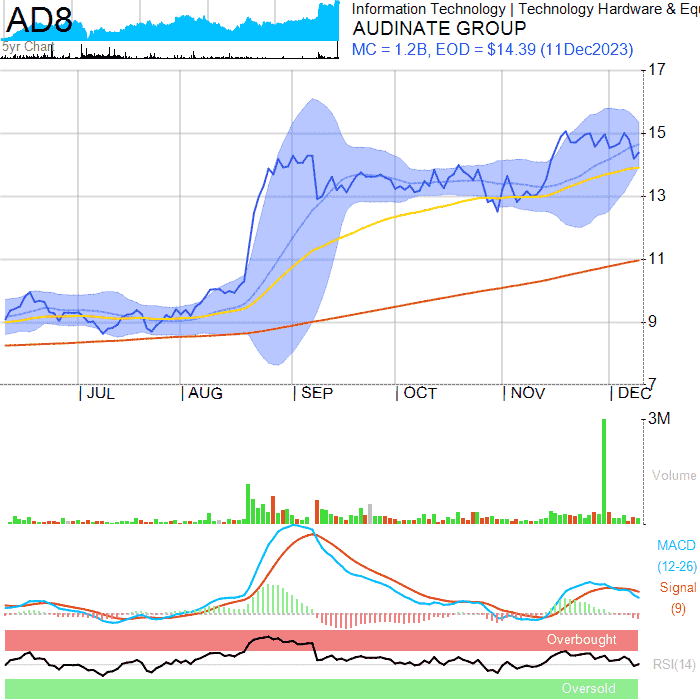 AD8
5yr Chart
Information Technology | Technology Hardware & Equ
AUDINATE GROUP
MC = 1.2B, EOD = $14.39 (11Dec2023)
17
15
13
11
9
7
JUL AUG SEP OCT NOV DEC
3M
Volume
MACD
(12-26)
Signal
(9)
Overbought
RSI(14)
Oversold